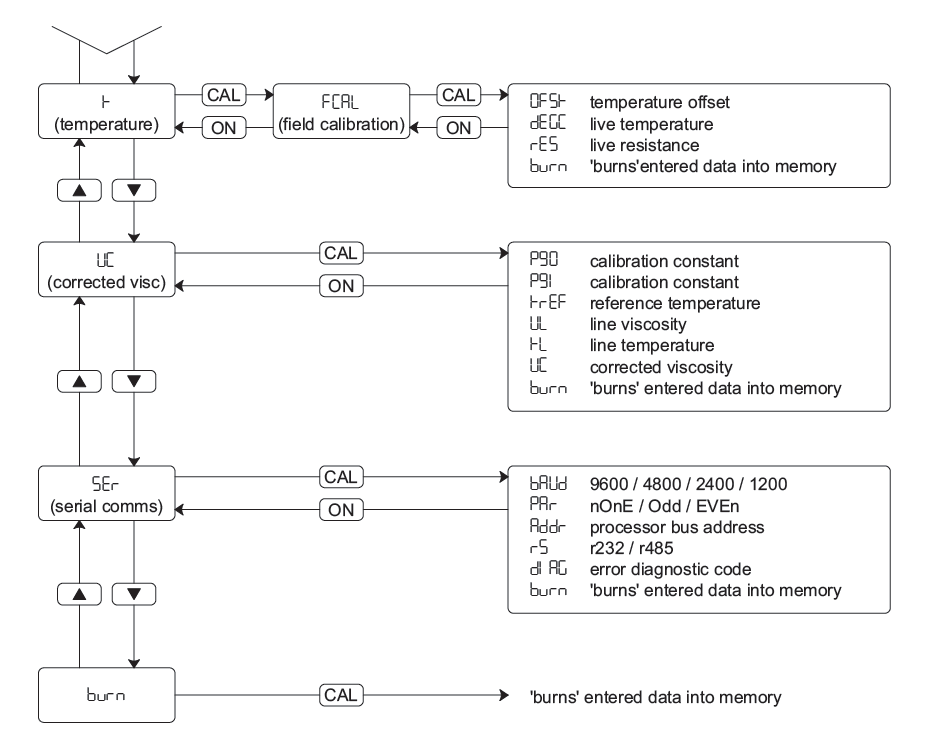 t
(temperature)
CAL
ON
FCAL
(field calibration)
CAL
ON
OFSt temperature offset
dEGC live temperature
rES live resistance
burn 'burns'entered data into memory
▲ ▼
UC
(corrected visc)
CAL
ON
P90 calibration constant
P91 calibration constant
trEF reference temperature
UL line viscosity
tL line temperature
UC corrected viscosity
burn 'burns' entered data into memory
▲ ▼
SEr
(serial comms)
CAL
ON
bAUd 9600 / 4800 / 2400 / 1200
PAr nOnE / Odd / EVEn
Addr processor bus address
rS r232 / r485
dI AG error diagnostic code
burn 'burns' entered data into memory
▲ ▼
burn
CAL
'burns' entered data into memory